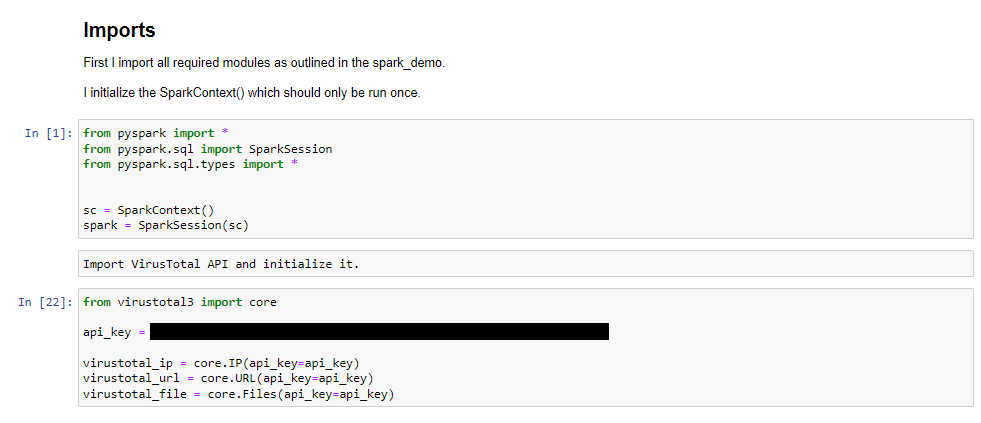 Imports
First I import all required modules as outlined in the spark_demo.
I initialize the SparkContext() which should only be run once.
In [1]:
from pyspark import *
from pyspark.sql import SparkSession
from pyspark.sql.types import *
sc = SparkContext()
spark = SparkSession(sc)
Import VirusTotal API and initialize it.
In [22]:
from virustotal3 import core
api_key =
virustotal_ip = core.IP(api_key=api_key)
virustotal_url = core.URL(api_key=api_key)
virustotal_file = core.Files(api_key=api_key)